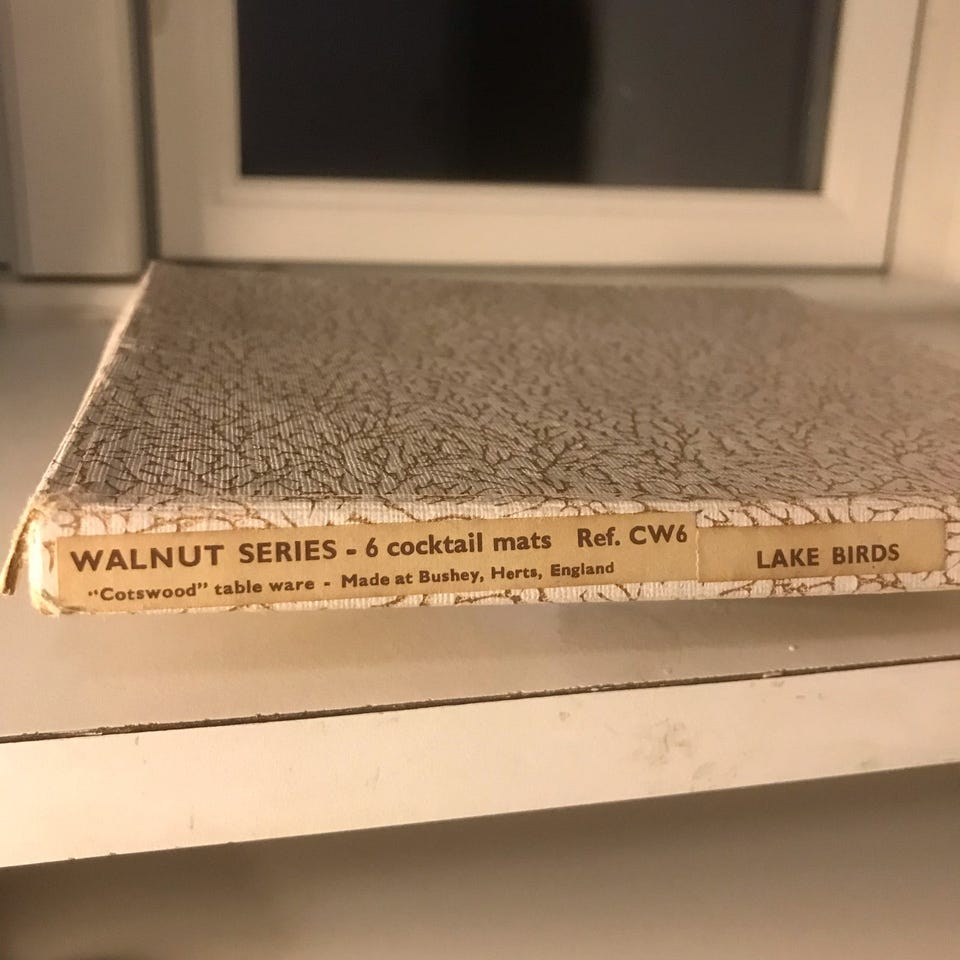 WALNUT SERIES - 6 cocktail mats Ref. CW6
"Cotswood" table ware - Made at Bushey, Herts, England
LAKE BIRDS